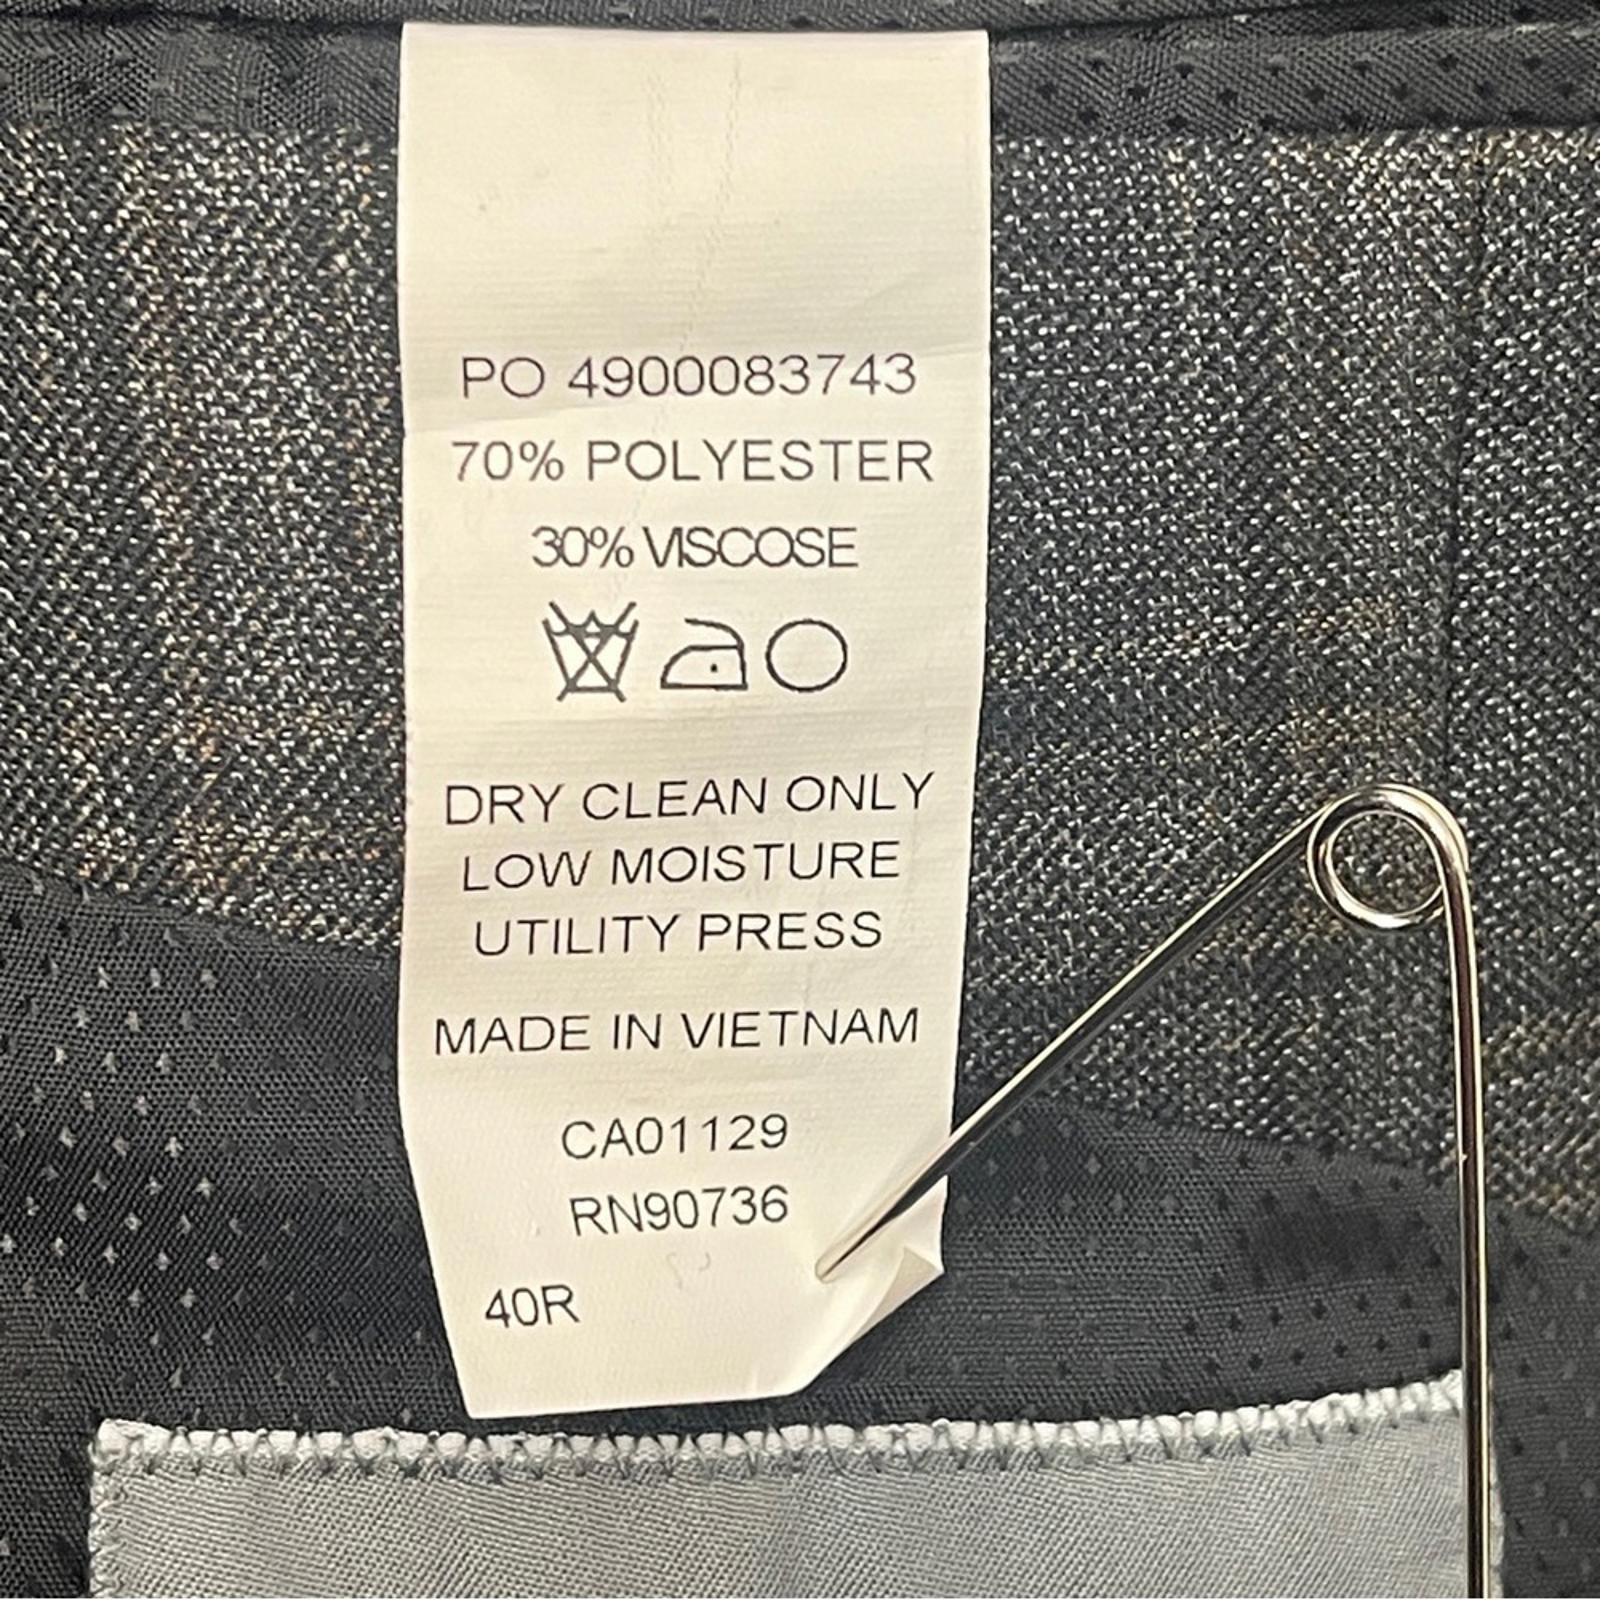 PO 4900083743
70% POLYESTER
30% VISCOSE
DRY CLEAN ONLY
LOW MOISTURE
UTILITY PRESS
MADE IN VIETNAM
CA01129
RN90736
40R